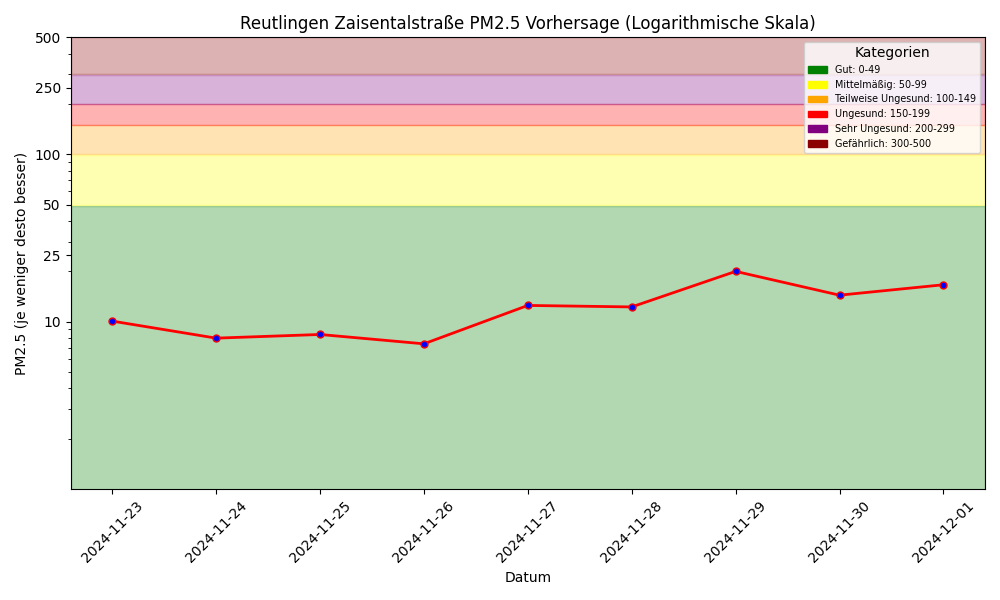 Reutlingen Zaisentalstraße PM2.5 Vorhersage (Logarithmische Skala)
PM2.5 (je weniger desto besser)
500
250
100
50
25
10
Kategorien
Gut: 0-49
Mittelmäßig: 50-99
Teilweise Ungesund: 100-149
Ungesund: 150-199
Sehr Ungesund: 200-299
Gefährlich: 300-500
2024-11-23
2024-11-24
2024-11-25
2024-11-26
2024-11-27
2024-11-28
2024-11-29
2024-11-30
2024-12-01
Datum